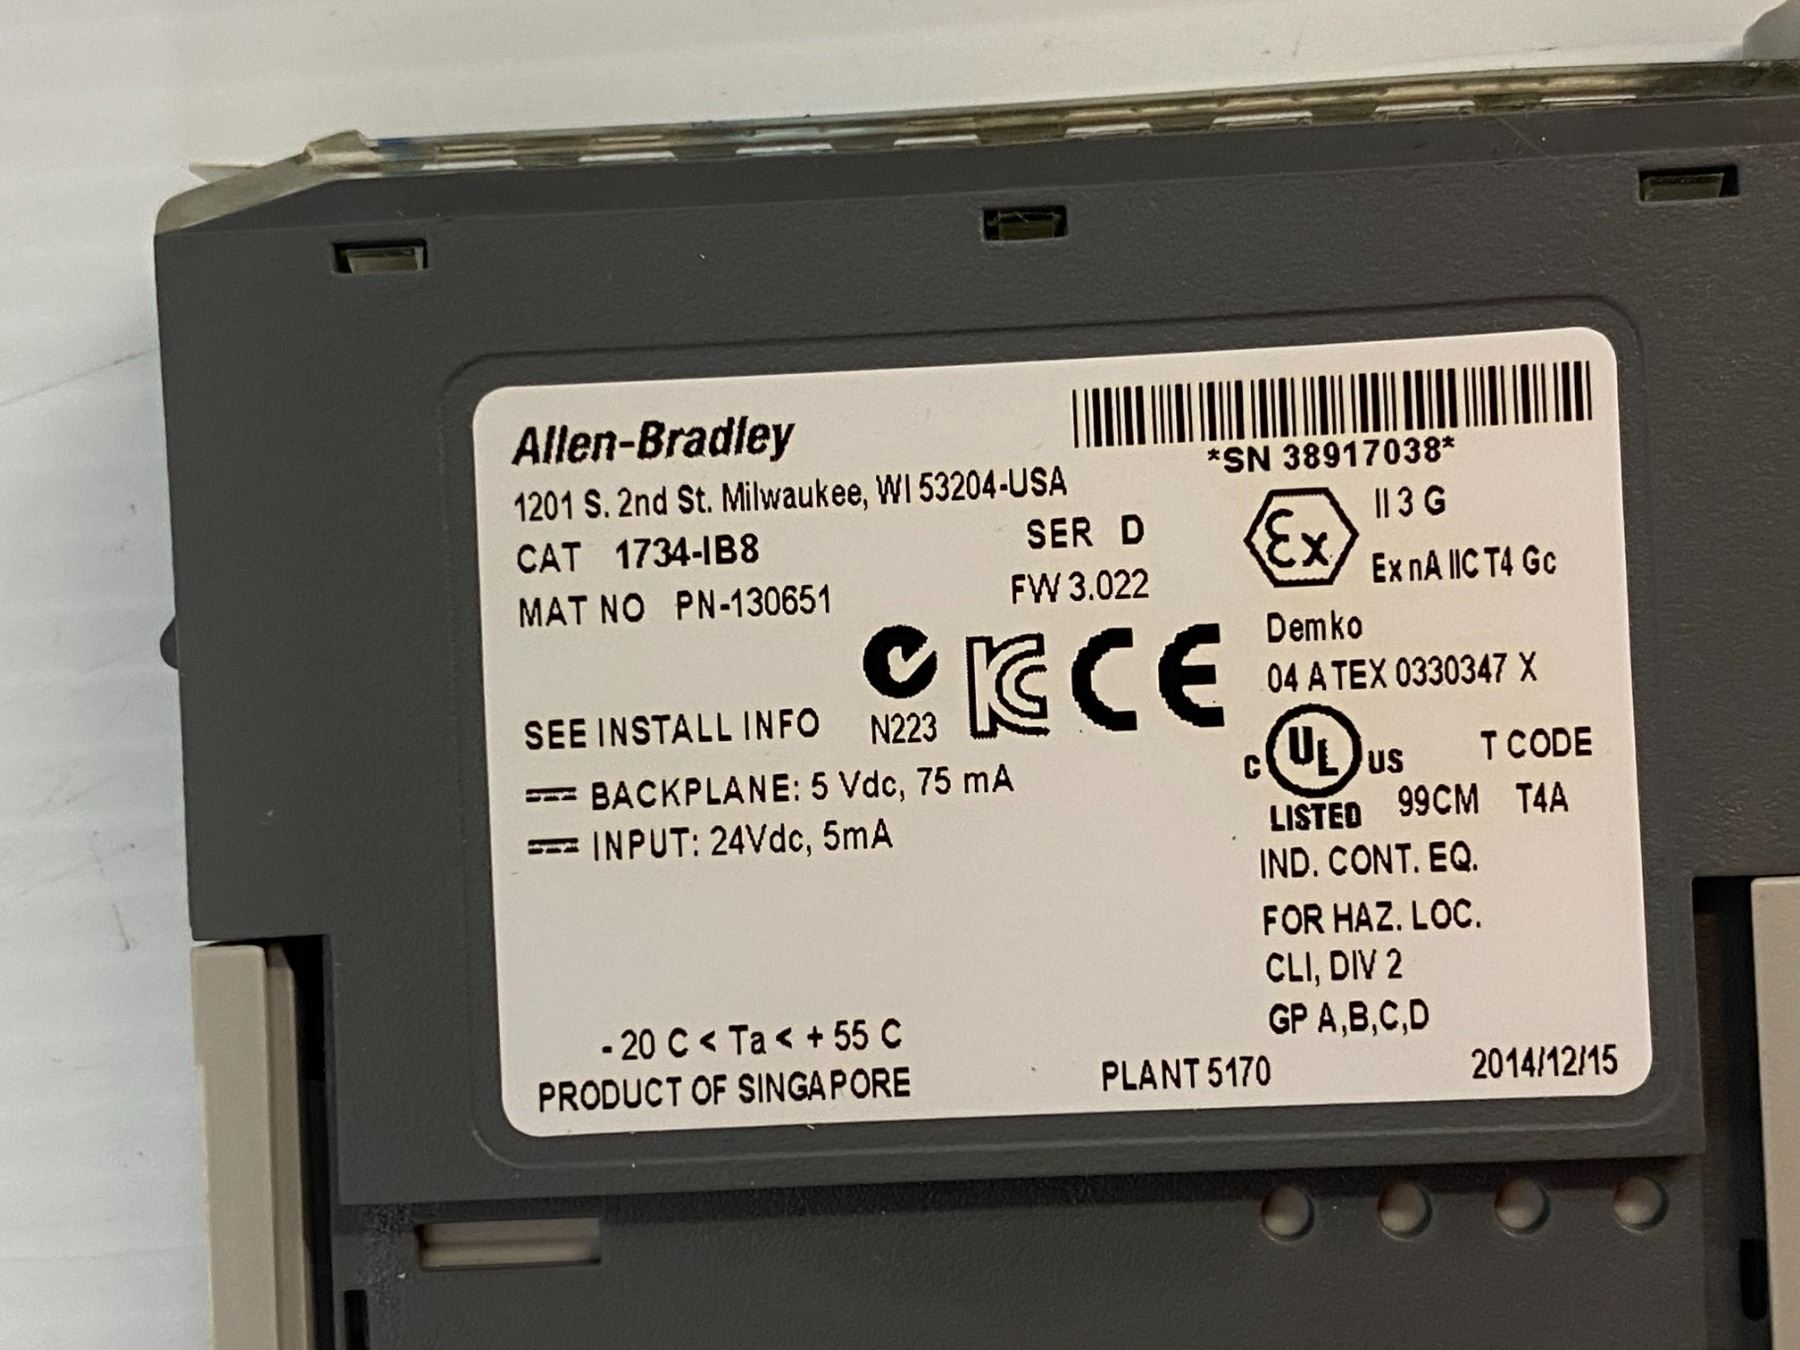 Allen-Bradley
*SN 38917038*
1201 S. 2nd St. Milwaukee, WI 53204-USA
CAT 1734-IB8
SER D
MAT NO PN-130651
FW 3.022
Ex
II 3 G
Ex nA IIC T4 Gc
Demko
04 ATEX 0330347 X
SEE INSTALL INFO
N223
KC CE
C UL US
LISTED
99CM
T CODE
T4A
BACKPLANE: 5 Vdc, 75 mA
INPUT: 24Vdc, 5mA
IND. CONT. EQ.
FOR HAZ. LOC.
CLI, DIV 2
GP A,B,C,D
- 20 C < Ta < + 55 C
PRODUCT OF SINGAPORE
PLANT 5170
2014/12/15